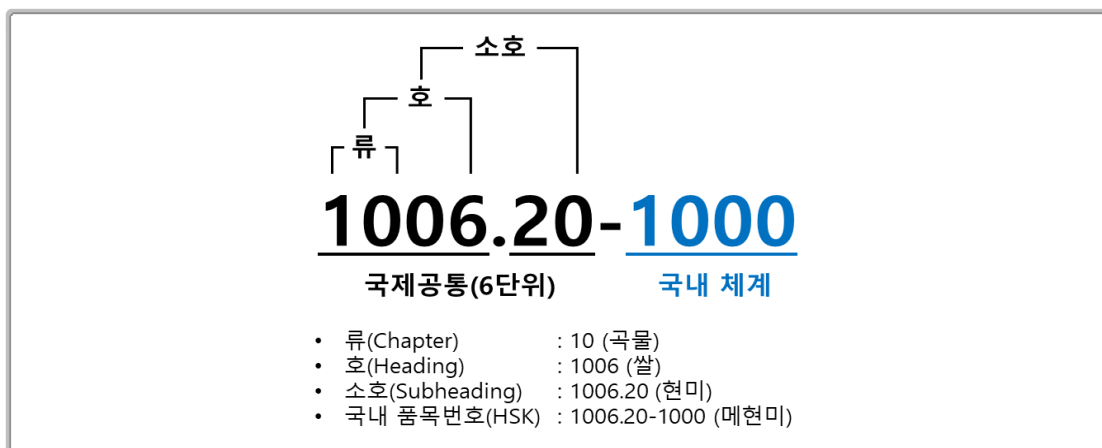 소호
호
류
1006.20-1000
국제공통(6단위) 국내 체계
• 류(Chapter) : 10 (곡물)
• 호(Heading) : 1006 (쌀)
• 소호(Subheading) : 1006.20 (현미)
• 국내 품목번호(HSK) : 1006.20-1000 (메현미)